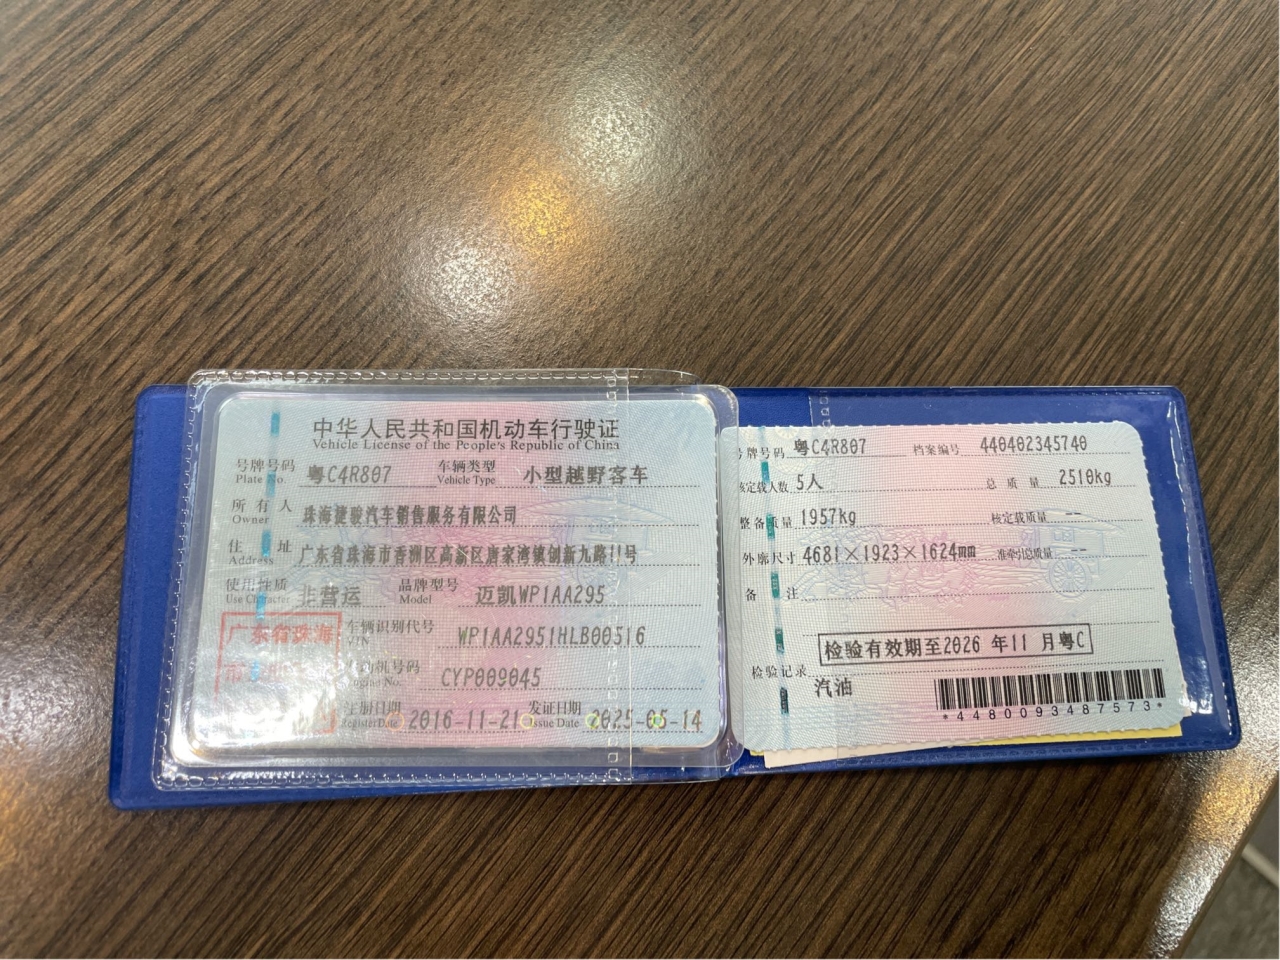 中华人民共和国机动车行驶证
Vehicle License of the People's Republic of China
号牌号码 粤C4R807 车辆类型 小型越野客车
Plate No. Vehicle Type
所有人 珠海捷骏汽车销售服务有限公司
Owner
住址 广东省珠海市香洲区高新区唐家湾镇创新九路11号
Address
使用性质 非营运 品牌型号 迈凯WP1AA295
Use Character Model
广东省珠海
车辆识别代号 WP1AA2951HLB00516
VIN
发动机号码 CYP009045
Engine No.
注册日期 2016-11-21 发证日期 2025-05-14
Register Date Issue Date
号牌号码 粤C4R807 档案编号 440402345740
核定载人数 5人 总质量 2510kg
整备质量 1957kg 核定载质量 --
外廓尺寸 4681×1923×1624mm 准牵引总质量 --
备注
检验有效期至2026年11月粤C
检验记录
汽油
*4480093487573*